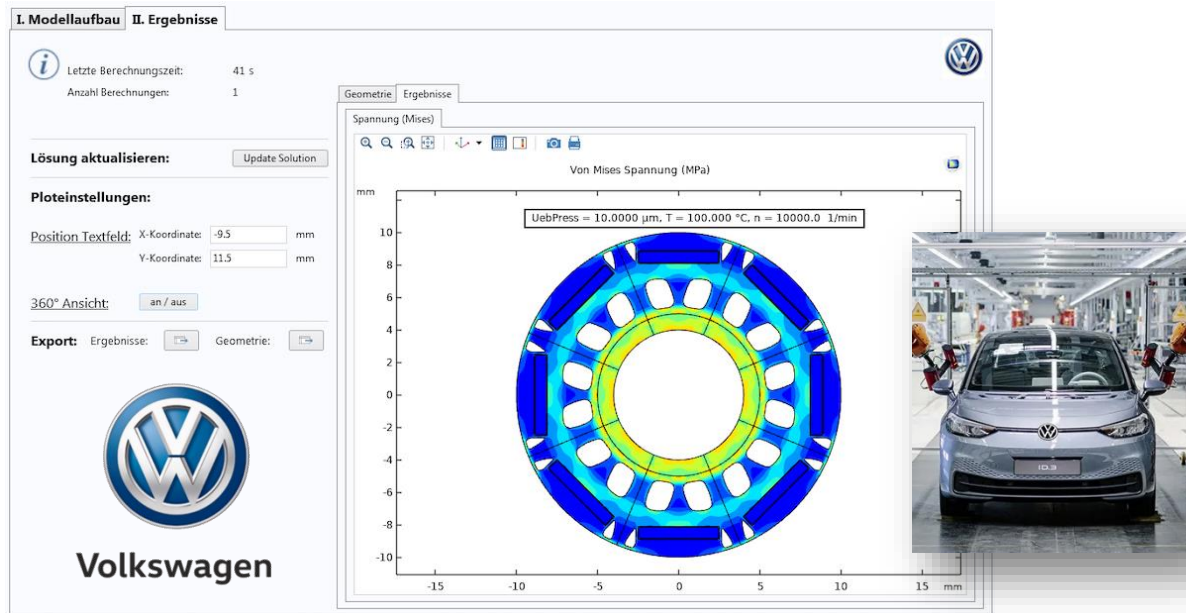 I. Modellaufbau
II. Ergebnisse
Letzte Berechnungszeit: 41 s
Anzahl Berechnungen: 1
Lösung aktualisieren: Update Solution
Ploteinstellungen:
Position Textfeld: X-Koordinate: -9.5 mm
Y-Koordinate: 11.5 mm
360° Ansicht: an / aus
Export: Ergebnisse: Geometrie:
Volkswagen
Geometrie Ergebnisse
Spannung (Mises)
Von Mises Spannung (MPa)
mm
UebPress = 10.0000 µm, T = 100.000 °C, n = 10000.0 1/min
10
8
6
4
2
0
-2
-4
-6
-8
-10
-15 -10 -5 0 5 10 15 mm
ID.3